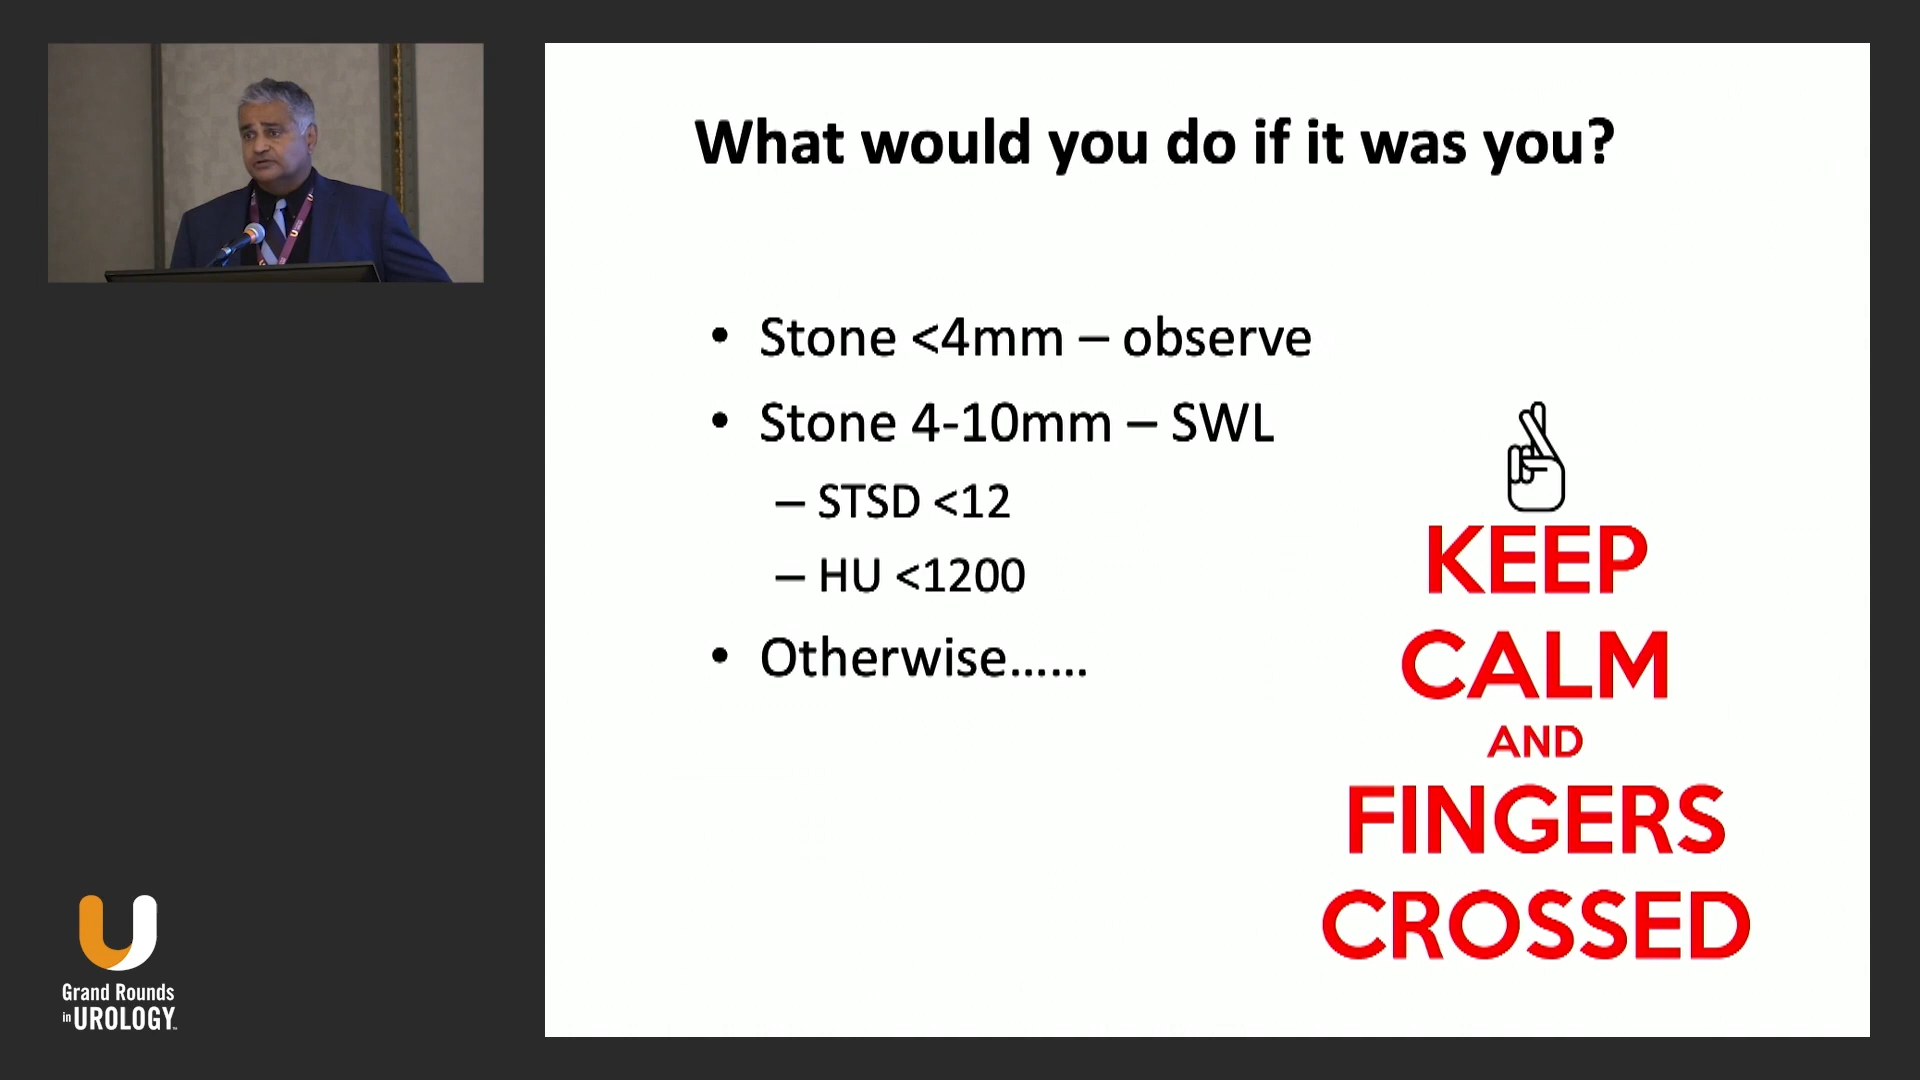 What would you do if it was you?
• Stone <4mm – observe
• Stone 4-10mm – SWL
– STSD <12
– HU <1200
• Otherwise......
KEEP
CALM
AND
FINGERS
CROSSED
Grand Rounds
in UROLOGY™